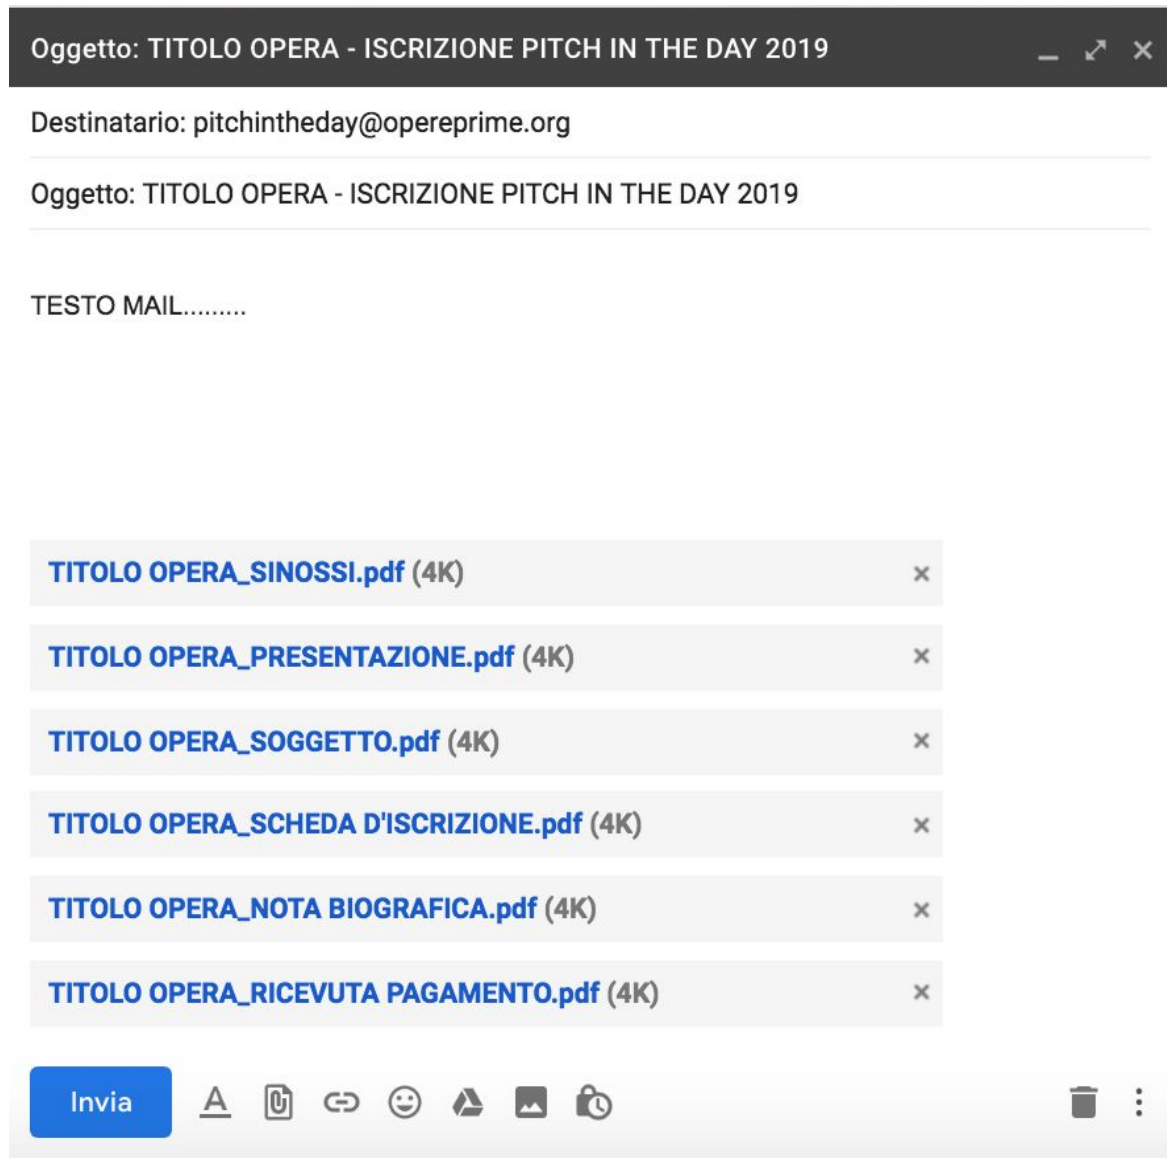 Oggetto: TITOLO OPERA - ISCRIZIONE PITCH IN THE DAY 2019
Destinatario: pitchintheday@opereprime.org
Oggetto: TITOLO OPERA - ISCRIZIONE PITCH IN THE DAY 2019
TESTO MAIL.........
TITOLO OPERA_SINOSSI.pdf (4K)
TITOLO OPERA_PRESENTAZIONE.pdf (4K)
TITOLO OPERA_SOGGETTO.pdf (4K)
TITOLO OPERA_SCHEDA D'ISCRIZIONE.pdf (4K)
TITOLO OPERA_NOTA BIOGRAFICA.pdf (4K)
TITOLO OPERA_RICEVUTA PAGAMENTO.pdf (4K)
Invia